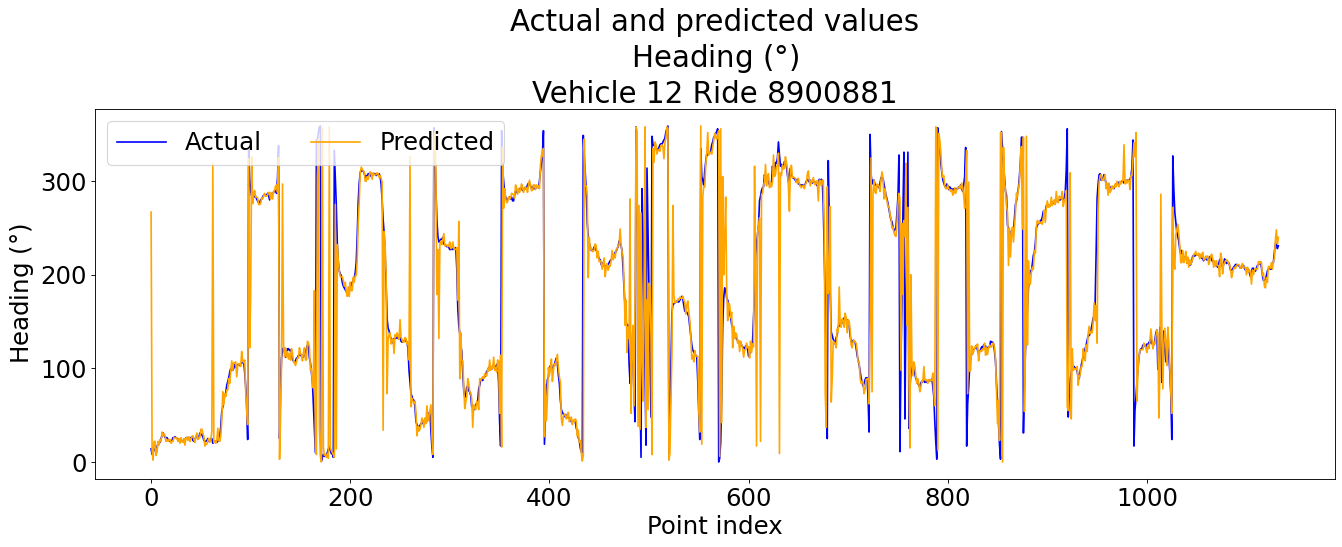 Actual and predicted values
Heading (°)
Vehicle 12 Ride 8900881
Actual
Predicted
Heading (°)
300
200
100
0
0
200
400
600
800
1000
Point index